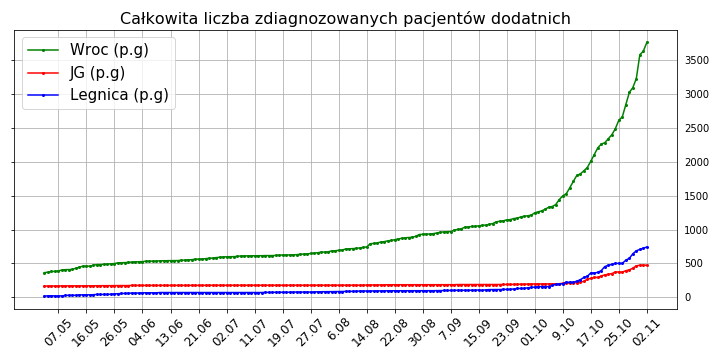 Całkowita liczba zdiagnozowanych pacjentów dodatnich
Wroc (p.g)
JG (p.g)
Legnica (p.g)
3500
3000
2500
2000
1500
1000
500
0
07.05 16.05 26.05 04.06 13.06 21.06 02.07 11.07 19.07 27.07 6.08 14.08 22.08 30.08 7.09 15.09 23.09 01.10 9.10 17.10 25.10 02.11